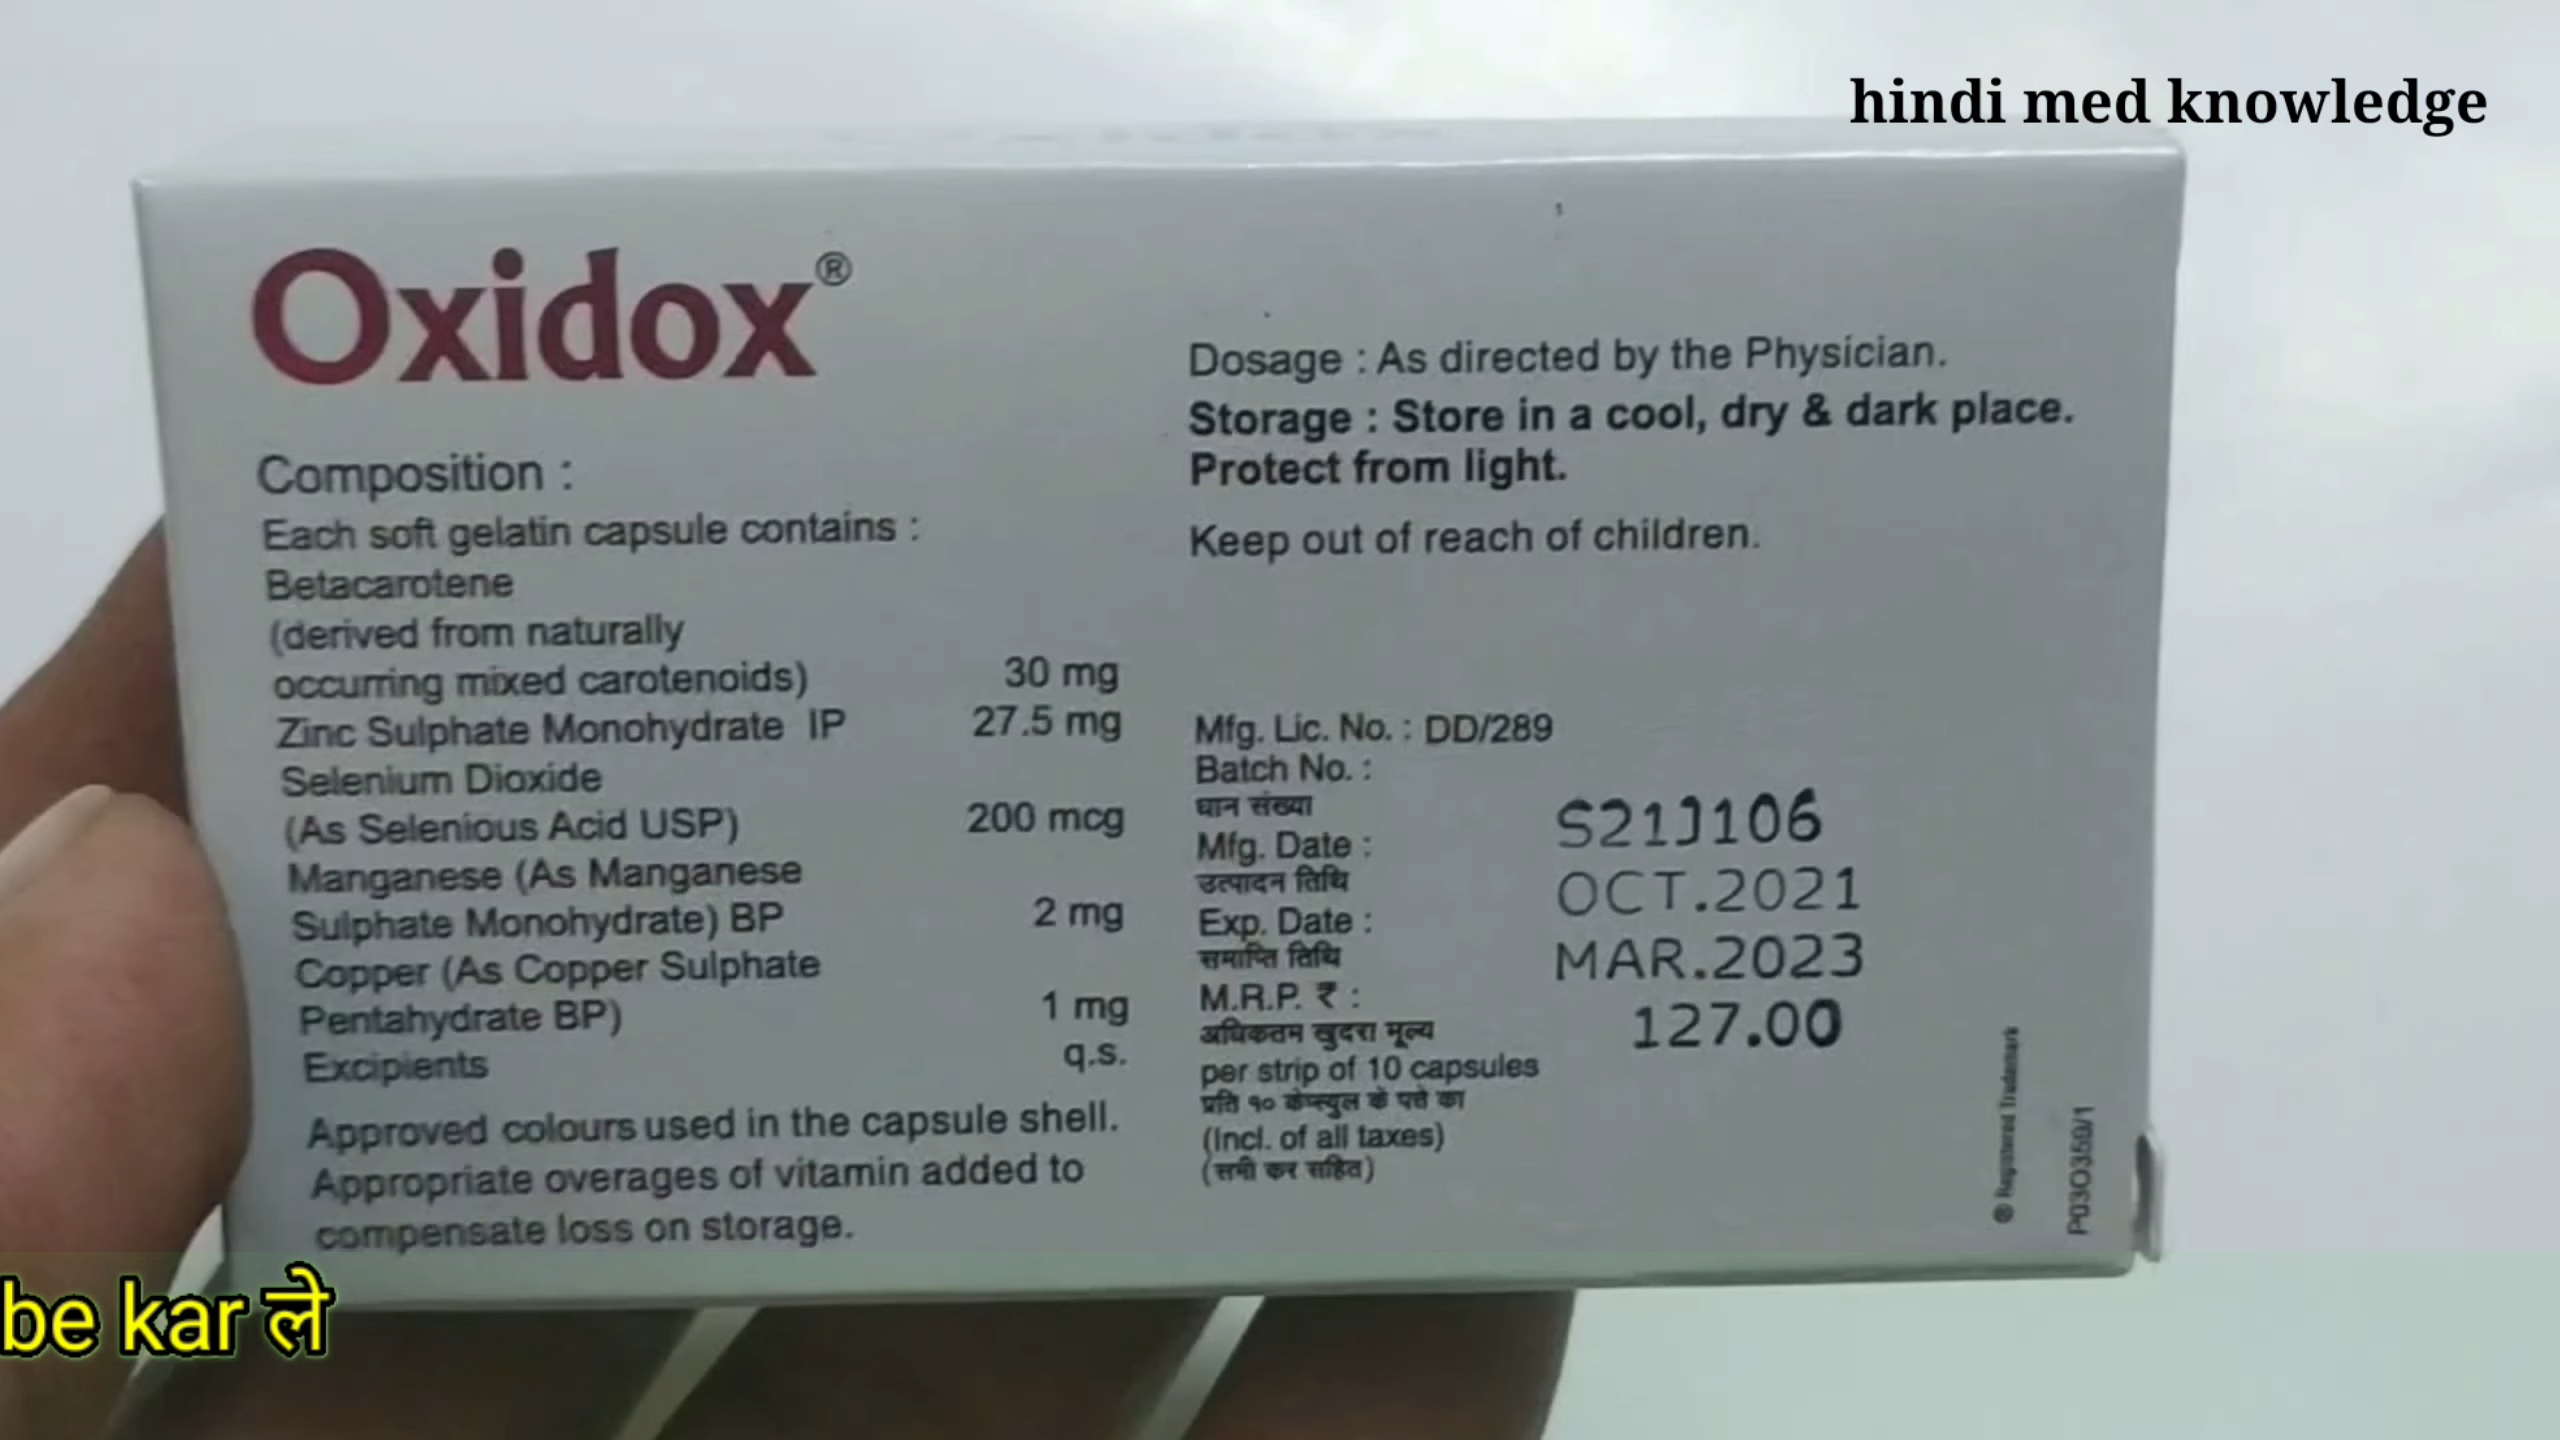 hindi med knowledge
Oxidox®
Composition :
Each soft gelatin capsule contains :
Betacarotene
(derived from naturally
occurring mixed carotenoids) 30 mg
Zinc Sulphate Monohydrate IP 27.5 mg
Selenium Dioxide
(As Selenious Acid USP) 200 mcg
Manganese (As Manganese
Sulphate Monohydrate) BP 2 mg
Copper (As Copper Sulphate
Pentahydrate BP) 1 mg
Excipients q.s.
Approved colours used in the capsule shell.
Appropriate overages of vitamin added to
compensate loss on storage.
Dosage : As directed by the Physician.
Storage : Store in a cool, dry & dark place.
Protect from light.
Keep out of reach of children.
Mfg. Lic. No. : DD/289
Batch No. :
घान संख्या S21J106
Mfg. Date :
उत्पादन तिथि OCT.2021
Exp. Date :
समाप्ति तिथि MAR.2023
M.R.P. ₹ : 127.00
अधिकतम खुदरा मूल्य
per strip of 10 capsules
प्रति १० केप्स्युल के पत्ते का
(Incl. of all taxes)
(सभी कर सहित)
® Registered Trademark
P03O359/1
be kar ले